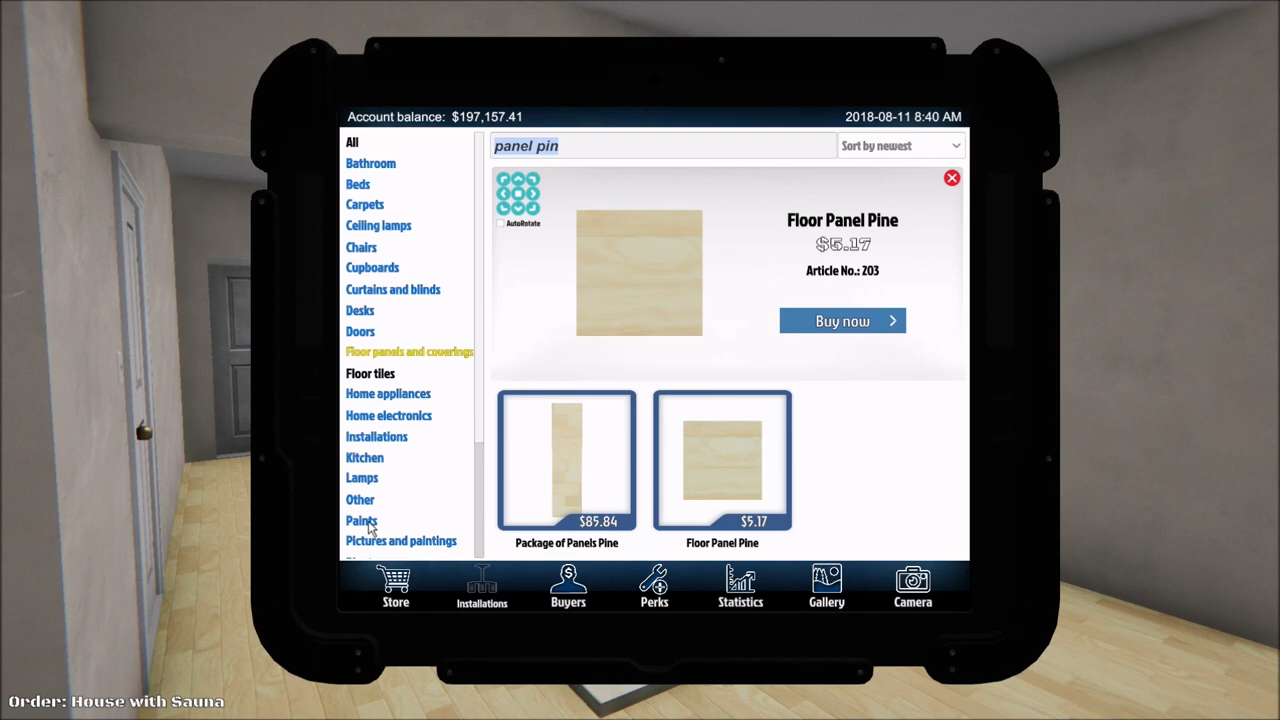 Account balance: $197,157.41
2018-08-11 8:40 AM
All
Bathroom
Beds
Carpets
Ceiling lamps
Chairs
Cupboards
Curtains and blinds
Desks
Doors
Floor panels and coverings
Floor tiles
Home appliances
Home electronics
Installations
Kitchen
Lamps
Other
Paints
Pictures and paintings
panel pin
Sort by newest
AutoRotate
Floor Panel Pine
$5.17
Article No.: 203
Buy now
$85.84
Package of Panels Pine
$5.17
Floor Panel Pine
Store
Installations
Buyers
Perks
Statistics
Gallery
Camera
Order: House with Sauna